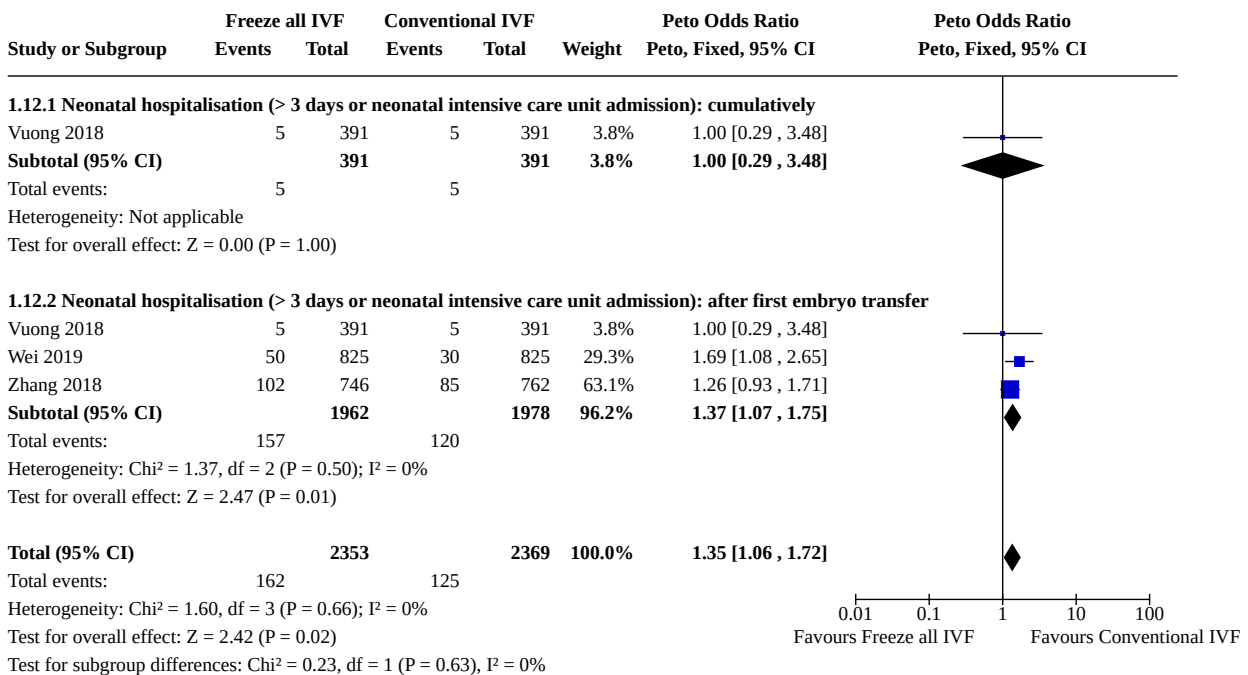 Freeze all IVF Conventional IVF Peto Odds Ratio Peto Odds Ratio
Study or Subgroup Events Total Events Total Weight Peto, Fixed, 95% CI Peto, Fixed, 95% CI
1.12.1 Neonatal hospitalisation (> 3 days or neonatal intensive care unit admission): cumulatively
Vuong 2018 5 391 5 391 3.8% 1.00 [0.29 , 3.48]
Subtotal (95% CI) 391 391 3.8% 1.00 [0.29 , 3.48]
Total events: 5 5
Heterogeneity: Not applicable
Test for overall effect: Z = 0.00 (P = 1.00)
1.12.2 Neonatal hospitalisation (> 3 days or neonatal intensive care unit admission): after first embryo transfer
Vuong 2018 5 391 5 391 3.8% 1.00 [0.29 , 3.48]
Wei 2019 50 825 30 825 29.3% 1.69 [1.08 , 2.65]
Zhang 2018 102 746 85 762 63.1% 1.26 [0.93 , 1.71]
Subtotal (95% CI) 1962 1978 96.2% 1.37 [1.07 , 1.75]
Total events: 157 120
Heterogeneity: Chi² = 1.37, df = 2 (P = 0.50); I² = 0%
Test for overall effect: Z = 2.47 (P = 0.01)
Total (95% CI) 2353 2369 100.0% 1.35 [1.06 , 1.72]
Total events: 162 125
Heterogeneity: Chi² = 1.60, df = 3 (P = 0.66); I² = 0%
0.01 0.1 1 10 100
Test for overall effect: Z = 2.42 (P = 0.02) Favours Freeze all IVF Favours Conventional IVF
Test for subgroup differences: Chi² = 0.23, df = 1 (P = 0.63), I² = 0%